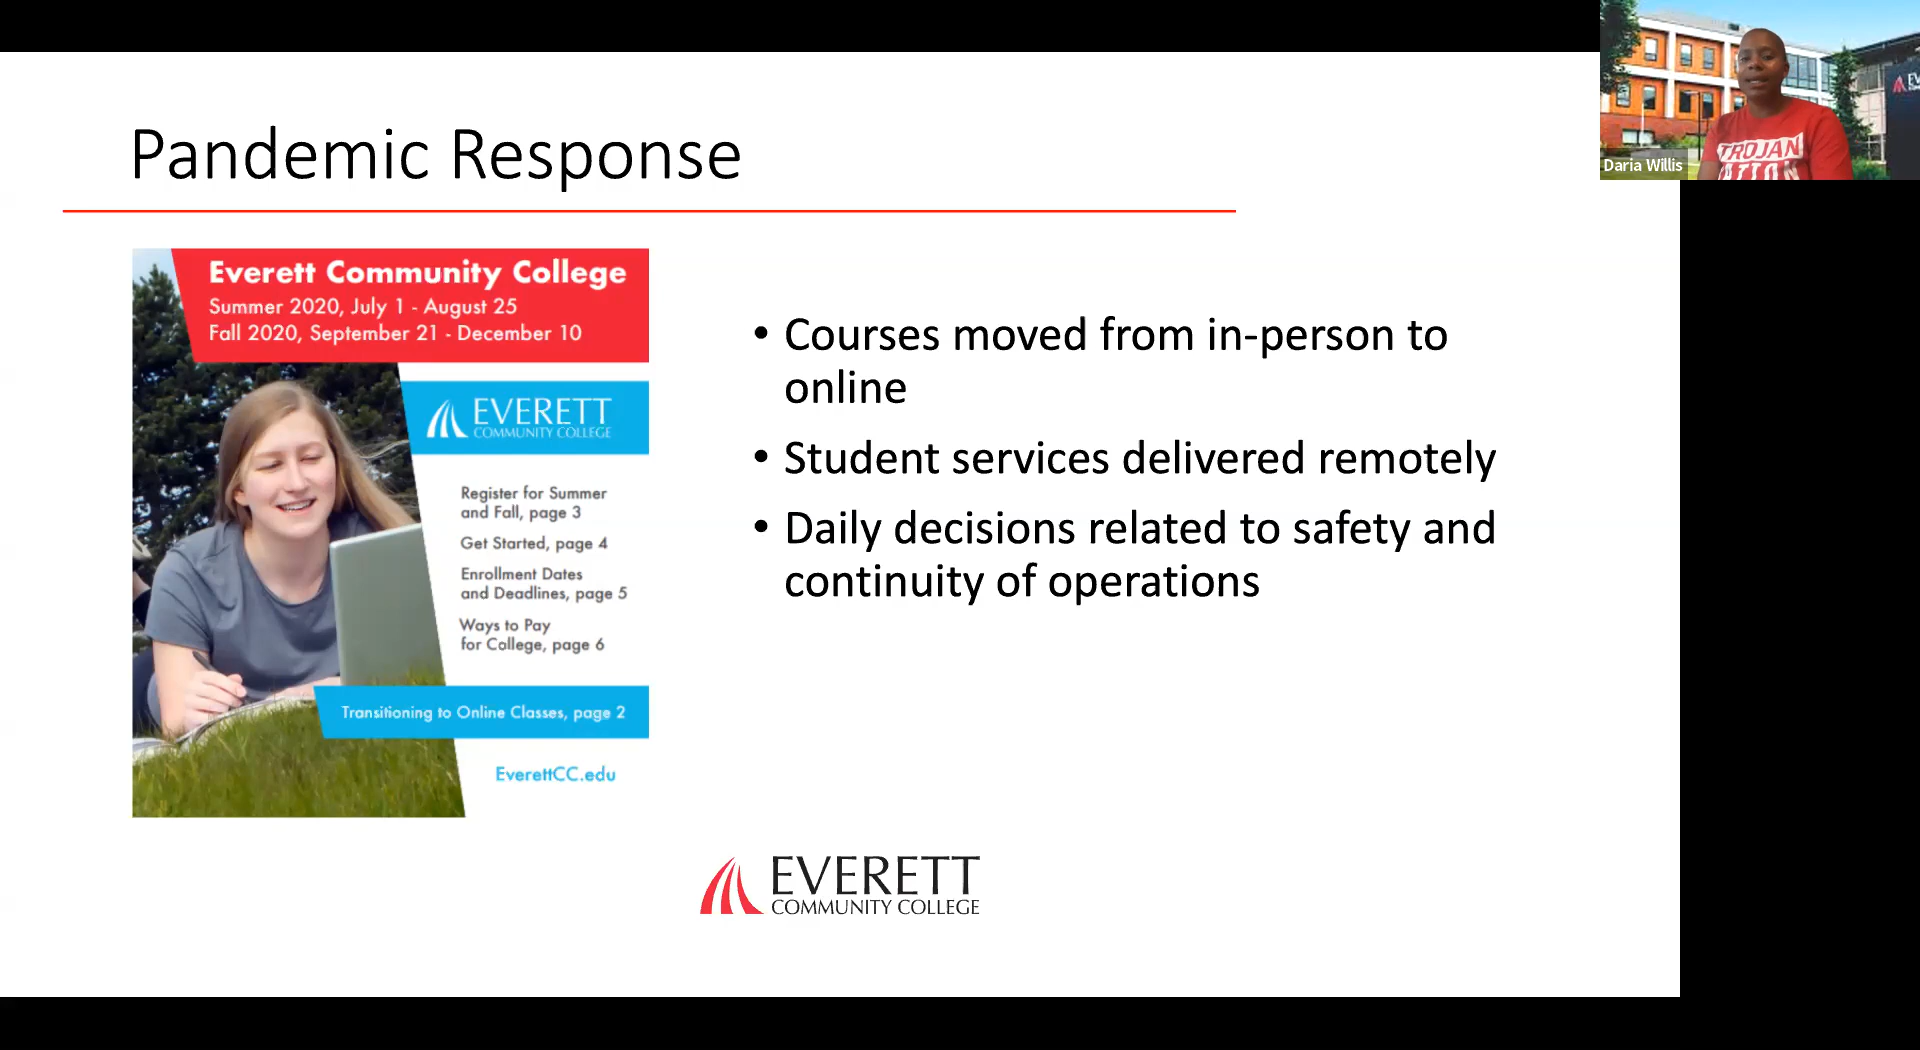 Pandemic Response
Everett Community College
Summer 2020, July 1 - August 25
Fall 2020, September 21 - December 10
EVERETT
COMMUNITY COLLEGE
Register for Summer
and Fall, page 3
Get Started, page 4
Enrollment Dates
and Deadlines, page 5
Ways to Pay
for College, page 6
Transitioning to Online Classes, page 2
EverettCC.edu
• Courses moved from in-person to
online
• Student services delivered remotely
• Daily decisions related to safety and
continuity of operations
EVERETT
COMMUNITY COLLEGE
TROJAN
Daria Willis